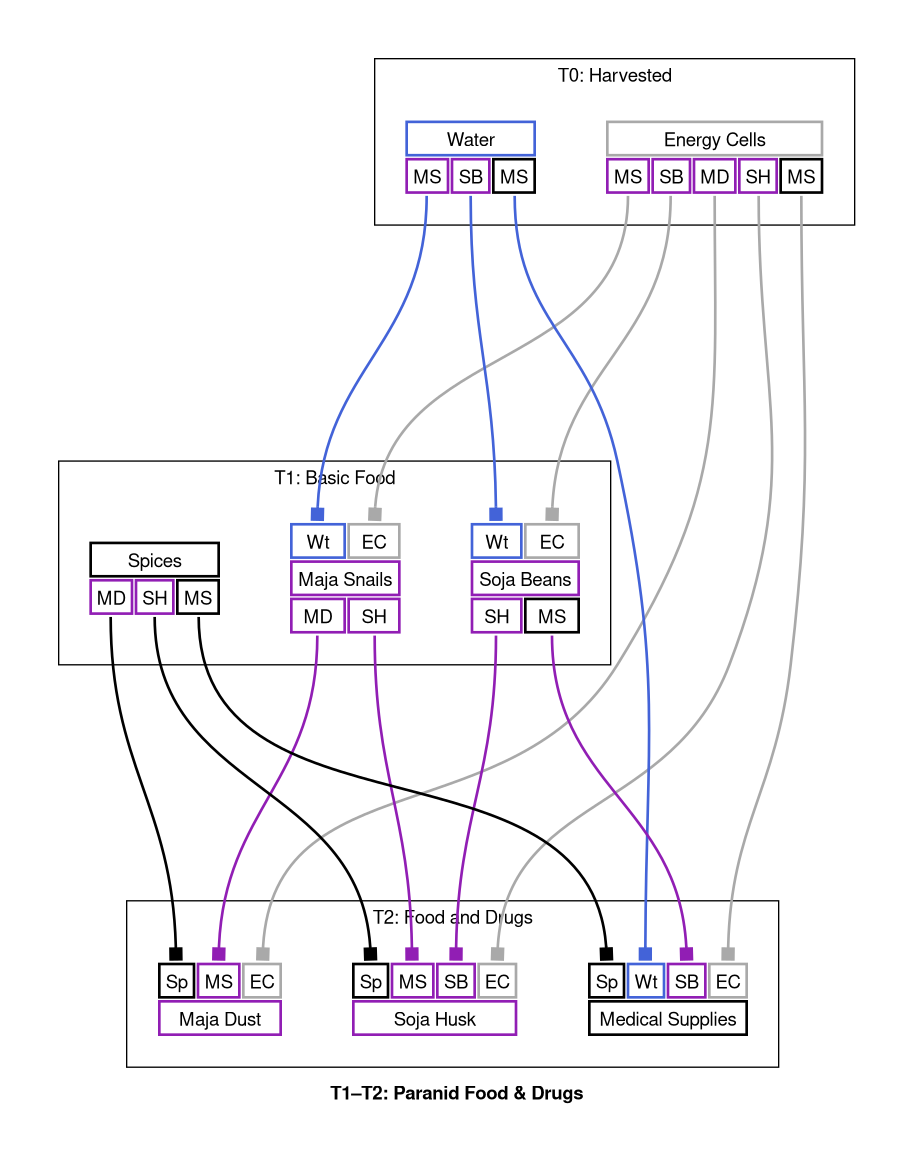 T0: Harvested
Water
Energy Cells
MS SB MS
MS SB MD SH MS
T1: Basic Food
Wt EC
Wt EC
Spices
Maja Snails
Soja Beans
MD SH MS
MD SH
SH MS
T2: Food and Drugs
Sp MS EC
Sp MS SB EC
Sp Wt SB EC
Maja Dust
Soja Husk
Medical Supplies
T1–T2: Paranid Food & Drugs